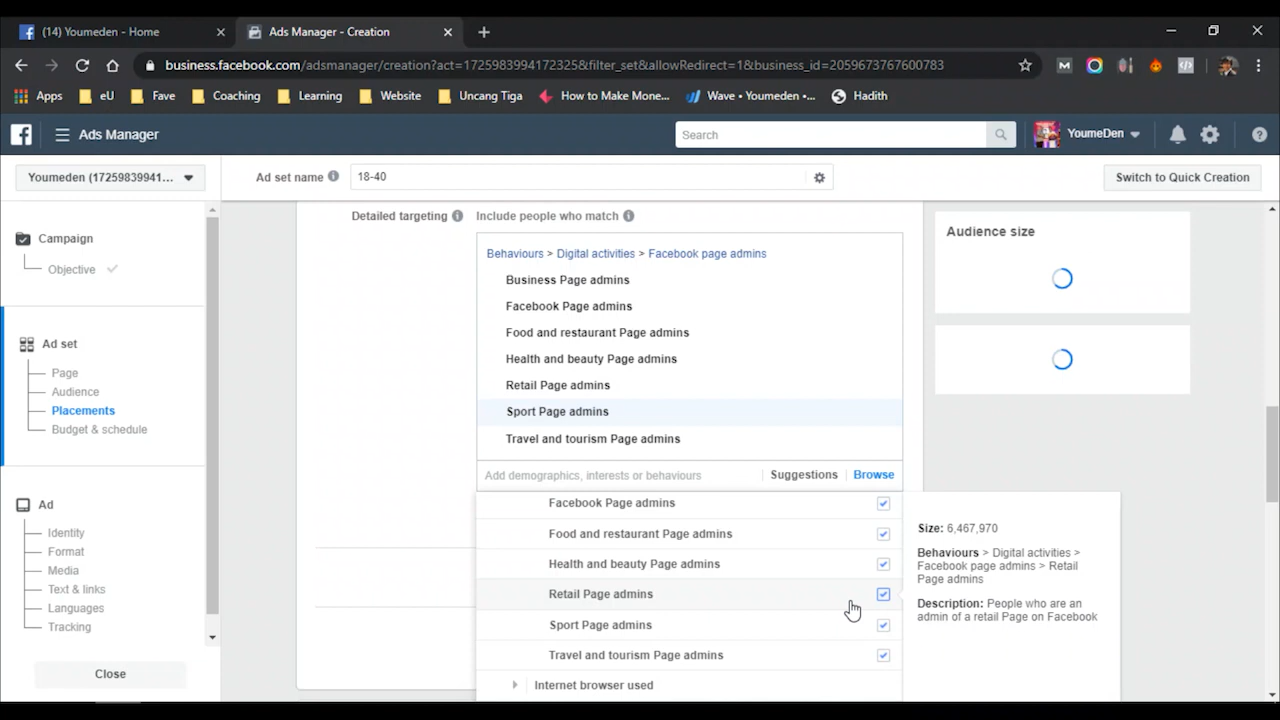 (14) Youmeden - Home
Ads Manager - Creation
business.facebook.com/adsmanager/creation?act=1725983994172325&filter_set&allowRedirect=1&business_id=2059673767600783
Apps
eU
Fave
Coaching
Learning
Website
Uncang Tiga
How to Make Mone...
Wave • Youmeden •...
Hadith
Ads Manager
Search
YoumeDen
Youmeden (17259839941...
Ad set name
18-40
Switch to Quick Creation
Campaign
Objective
Ad set
Page
Audience
Placements
Budget & schedule
Ad
Identity
Format
Media
Text & links
Languages
Tracking
Close
Detailed targeting
Include people who match
Behaviours > Digital activities > Facebook page admins
Business Page admins
Facebook Page admins
Food and restaurant Page admins
Health and beauty Page admins
Retail Page admins
Sport Page admins
Travel and tourism Page admins
Add demographics, interests or behaviours
Suggestions
Browse
Facebook Page admins
Food and restaurant Page admins
Health and beauty Page admins
Retail Page admins
Sport Page admins
Travel and tourism Page admins
Internet browser used
Audience size
Size: 6,467,970
Behaviours > Digital activities >
Facebook page admins > Retail
Page admins
Description: People who are an
admin of a retail Page on Facebook